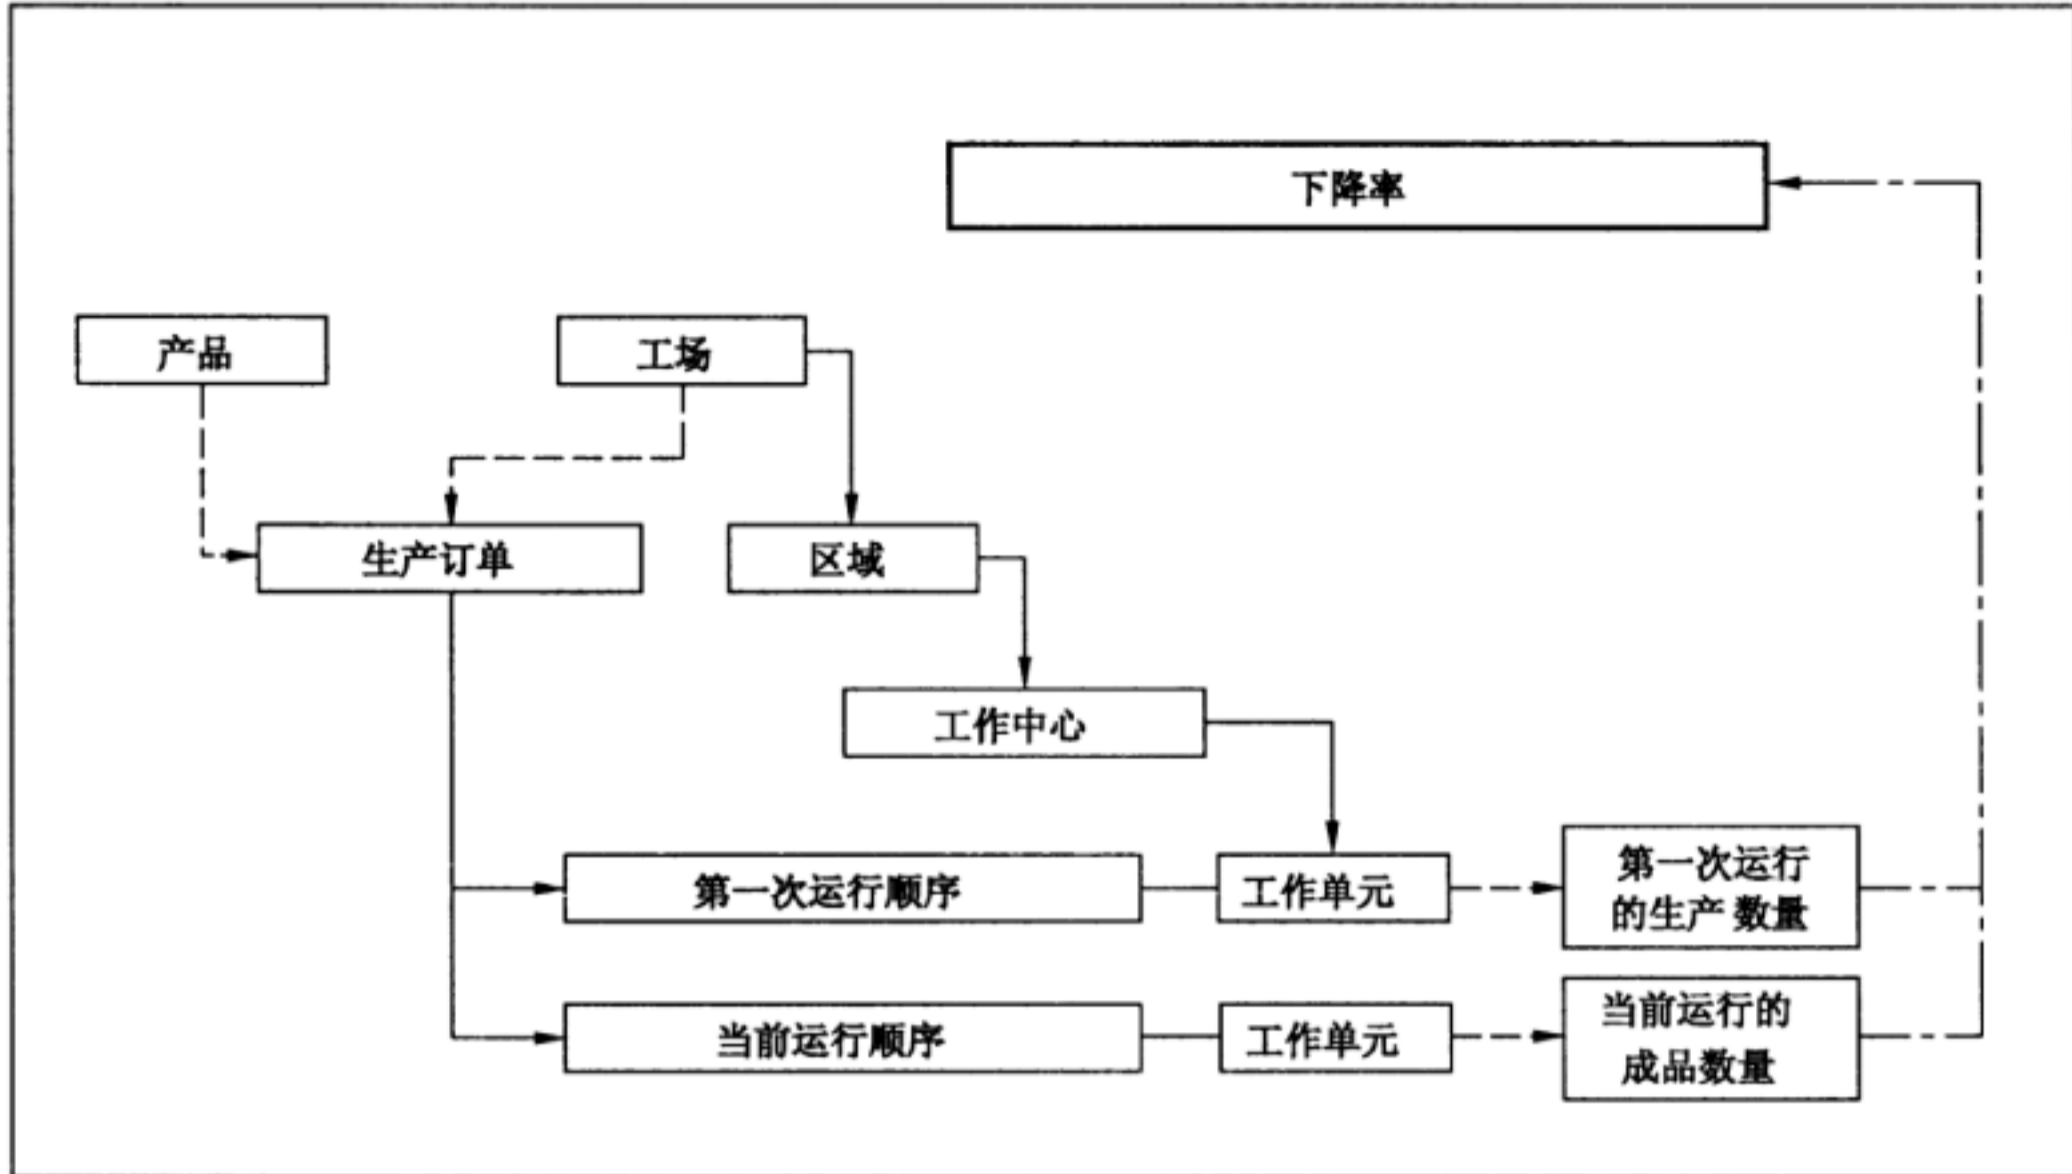 下降率
产品
工场
生产订单
区域
工作中心
第一次运行顺序
工作单元
第一次运行
的生产数量
当前运行顺序
工作单元
当前运行的
成品数量